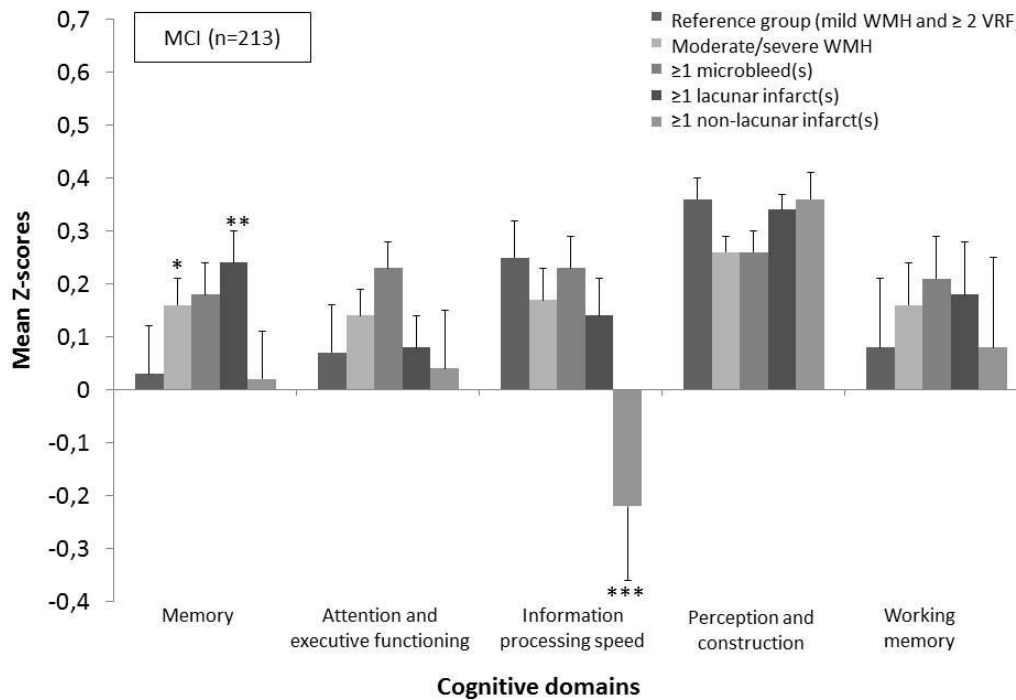 MCI (n=213)
Reference group (mild WMH and ≥ 2 VRF
Moderate/severe WMH
≥1 microbleed(s)
≥1 lacunar infarct(s)
≥1 non-lacunar infarct(s)
Mean Z-scores
0,7
0,6
0,5
0,4
0,3
0,2
0,1
0
-0,1
-0,2
-0,3
-0,4
*
**
***
Memory
Attention and
executive functioning
Information
processing speed
Perception and
construction
Working
memory
Cognitive domains